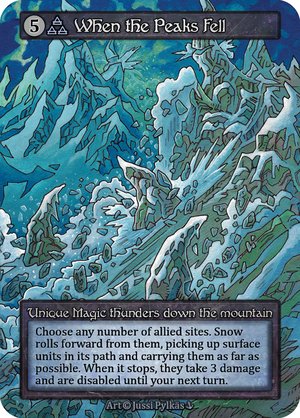 5 When the Peaks Fell
Unique Magic thunders down the mountain
Choose any number of allied sites. Snow
rolls forward from them, picking up surface
units in its path and carrying them as far as
possible. When it stops, they take 3 damage
and are disabled until your next turn.
Art © Jussi Pylkäs